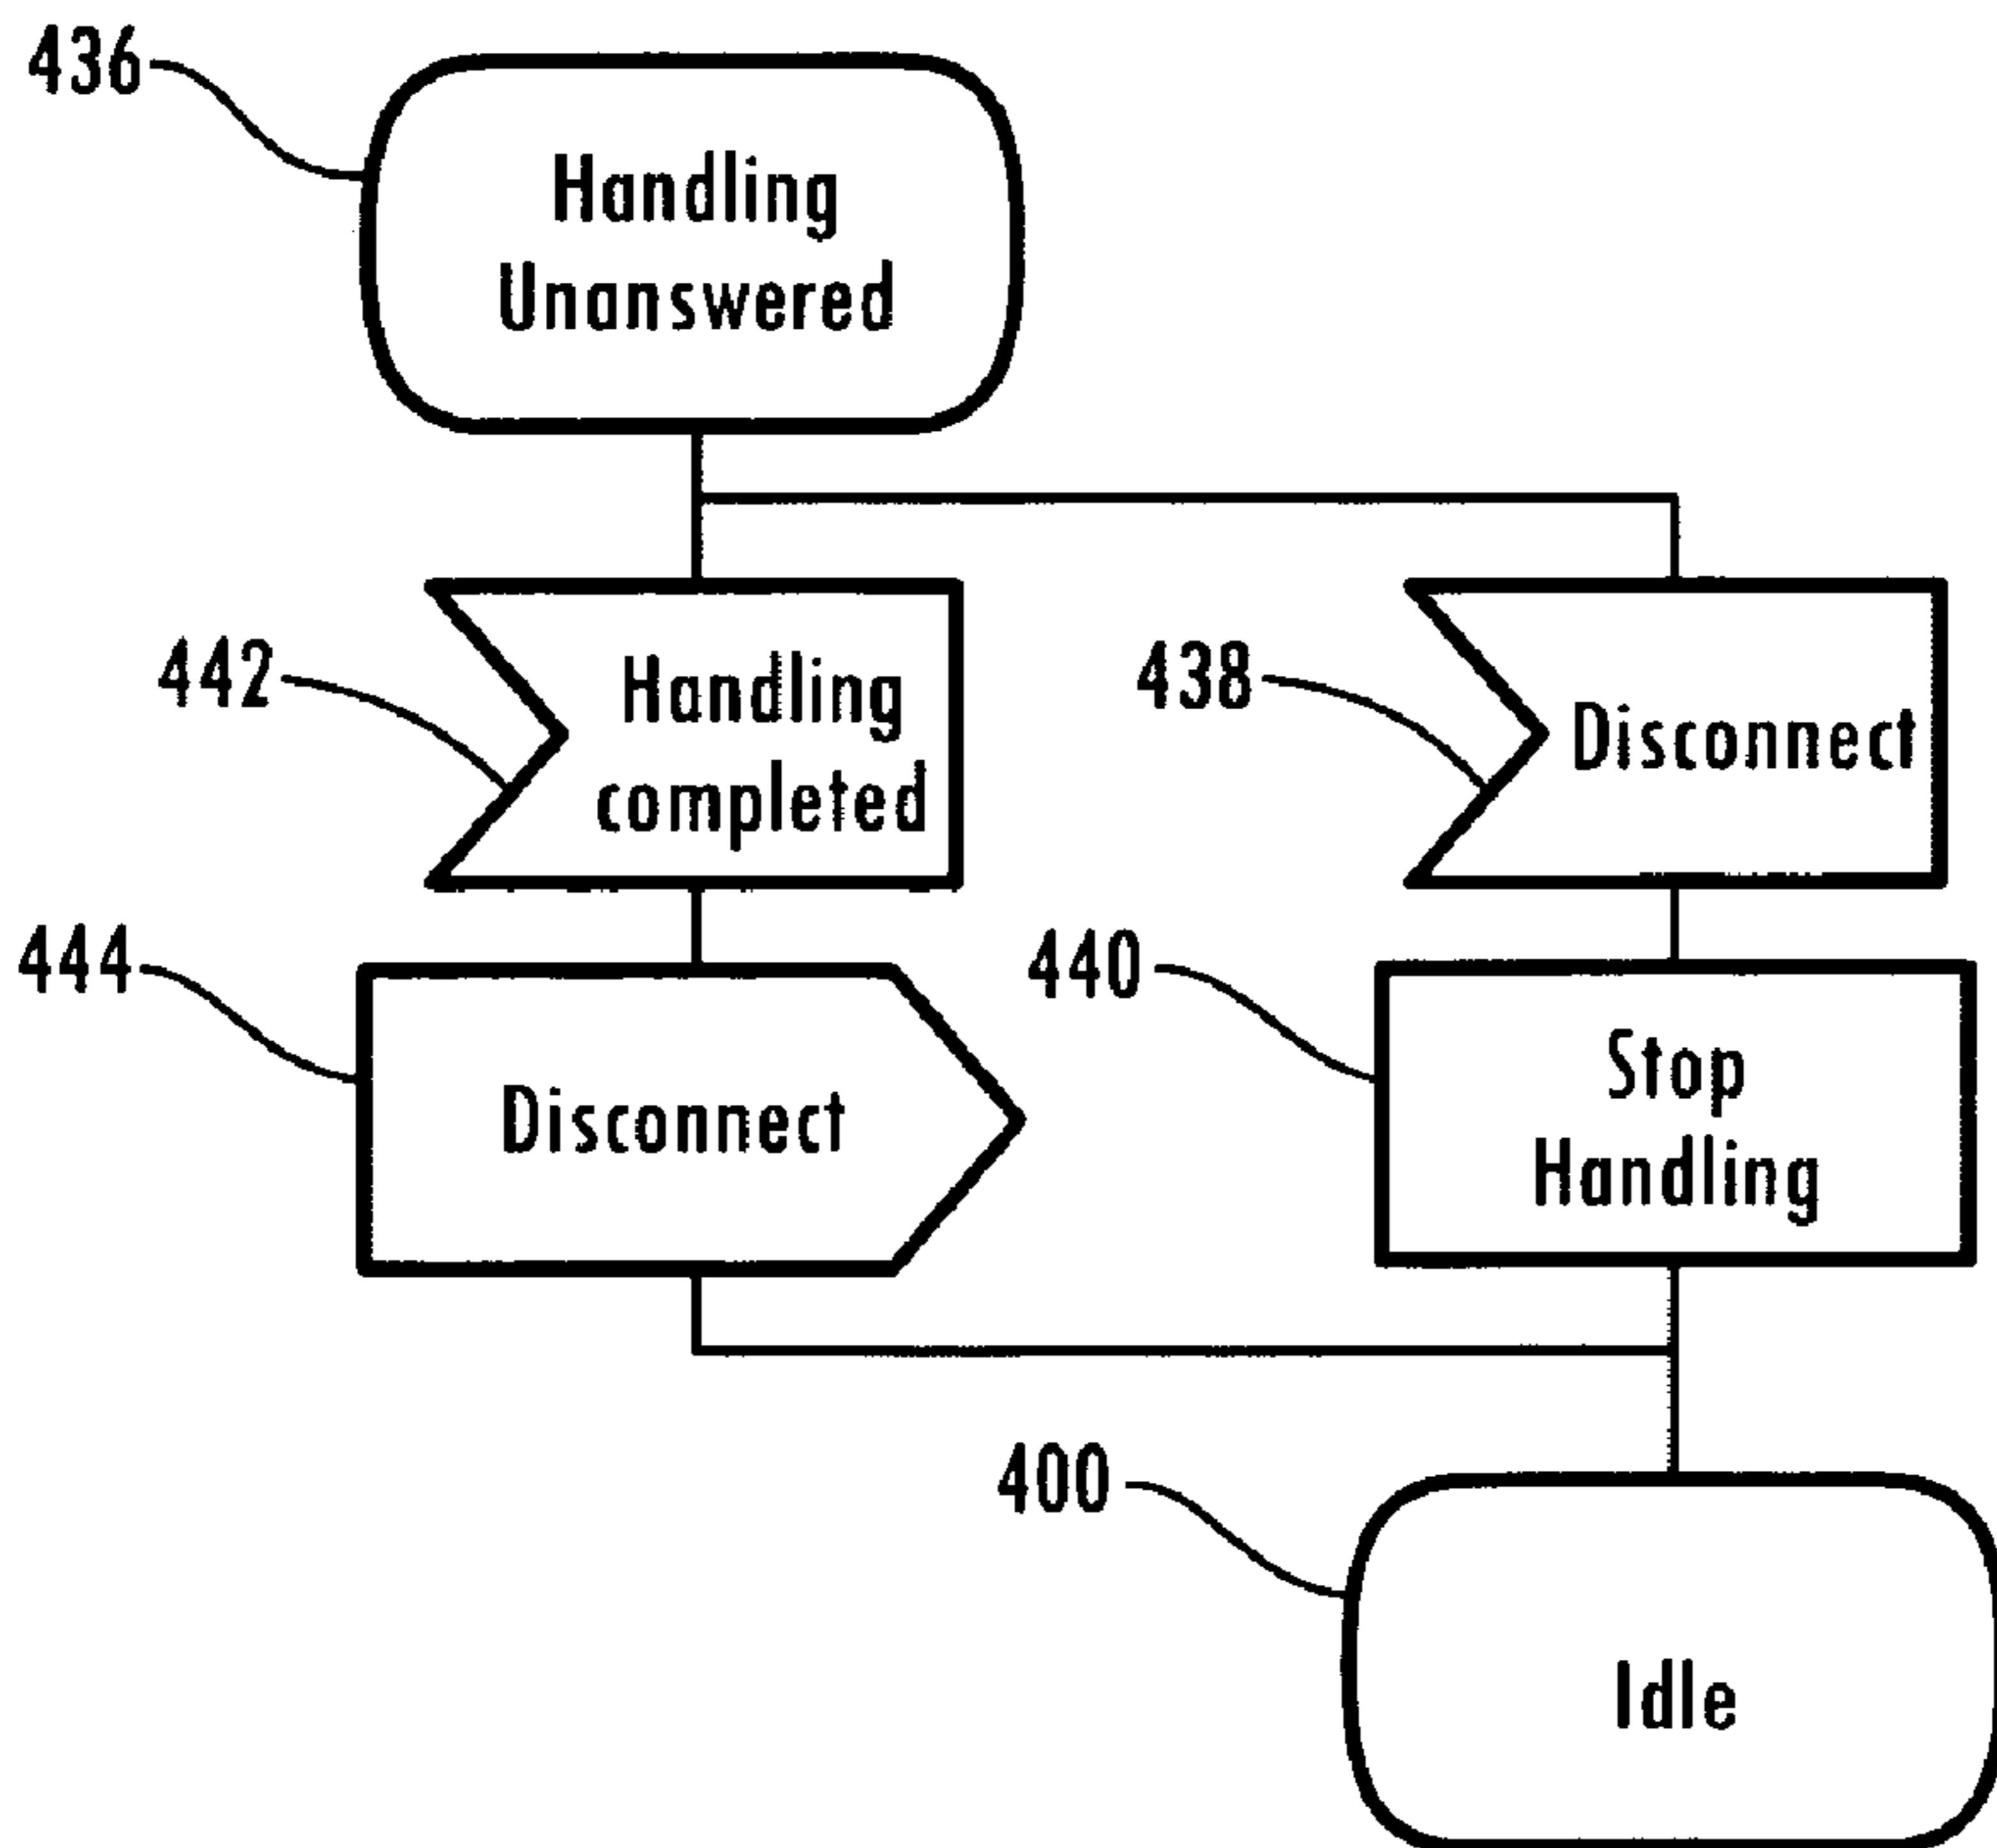 436
Handling
Unanswered
442
Handling
completed
438
Disconnect
444
Disconnect
440
Stop
Handling
400
Idle